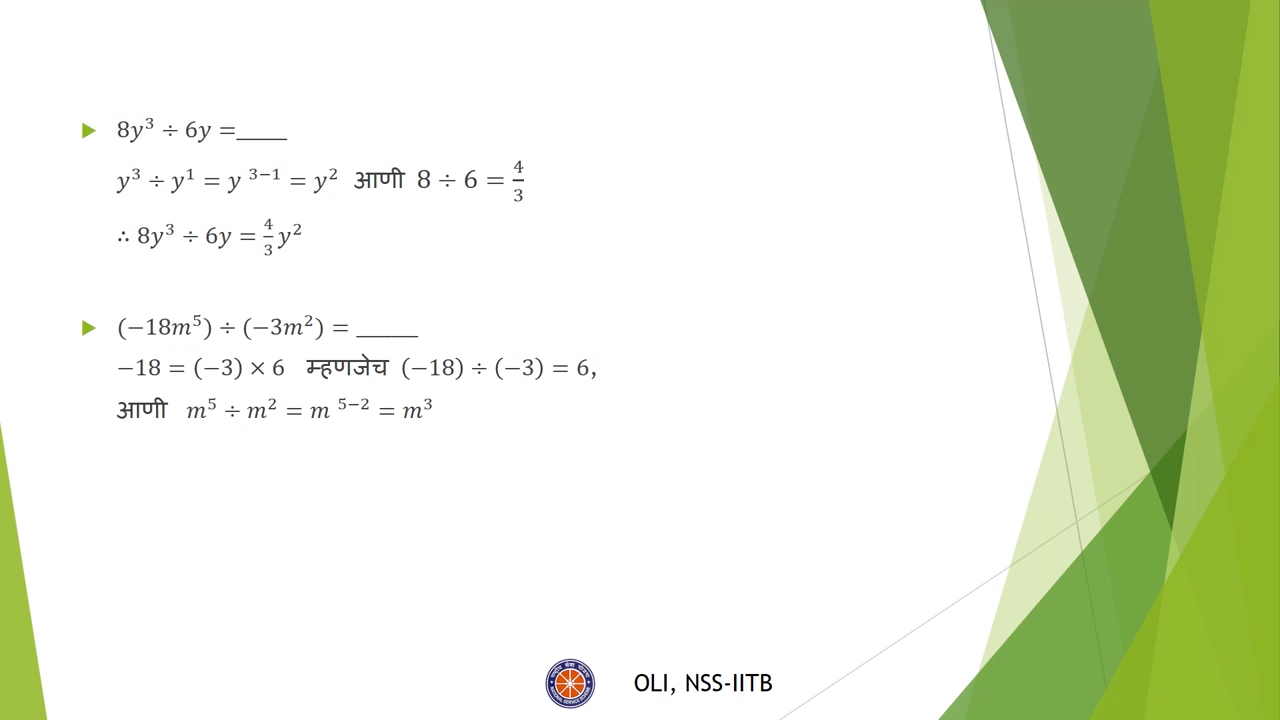 8y³ ÷ 6y =____
y³ ÷ y¹ = y ³⁻¹ = y² आणी 8 ÷ 6 = 4/3
∴ 8y³ ÷ 6y = 4/3 y²
(−18m⁵) ÷ (−3m²) = _____
−18 = (−3) × 6 म्हणजेच (−18) ÷ (−3) = 6,
आणी m⁵ ÷ m² = m ⁵⁻² = m³
OLI, NSS-IITB